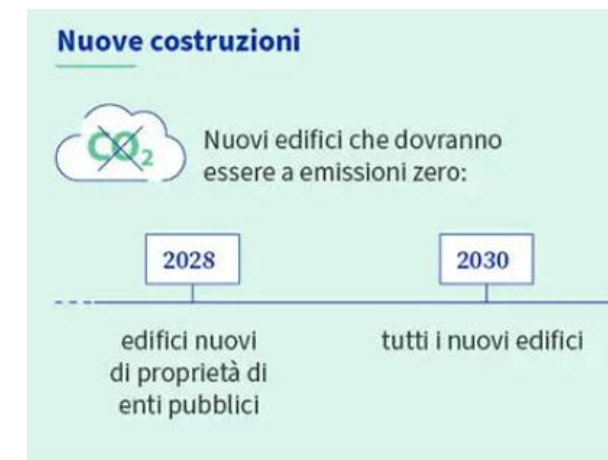 Nuove costruzioni
CO₂
Nuovi edifici che dovranno
essere a emissioni zero:
2028
2030
edifici nuovi
di proprietà di
enti pubblici
tutti i nuovi edifici